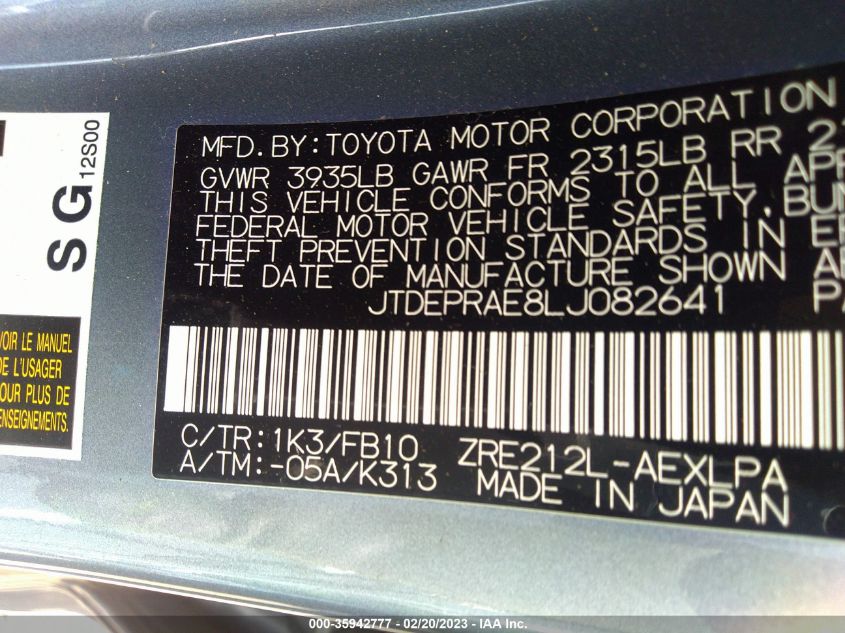 SG
12S00
VOIR LE MANUEL
DE L'USAGER
POUR PLUS DE
RENSEIGNEMENTS.
MFD.BY:TOYOTA MOTOR CORPORATION
GVWR 3935LB GAWR FR 2315LB RR
THIS VEHICLE CONFORMS TO ALL
FEDERAL MOTOR VEHICLE SAFETY,
THEFT PREVENTION STANDARDS IN
THE DATE OF MANUFACTURE SHOWN
JTDEPRAE8LJ082641
C/TR:1K3/FB10 ZRE212L-AEXLPA
A/TM:-05A/K313 MADE IN JAPAN
000-35942777 — 02/20/2023 — IAA Inc.